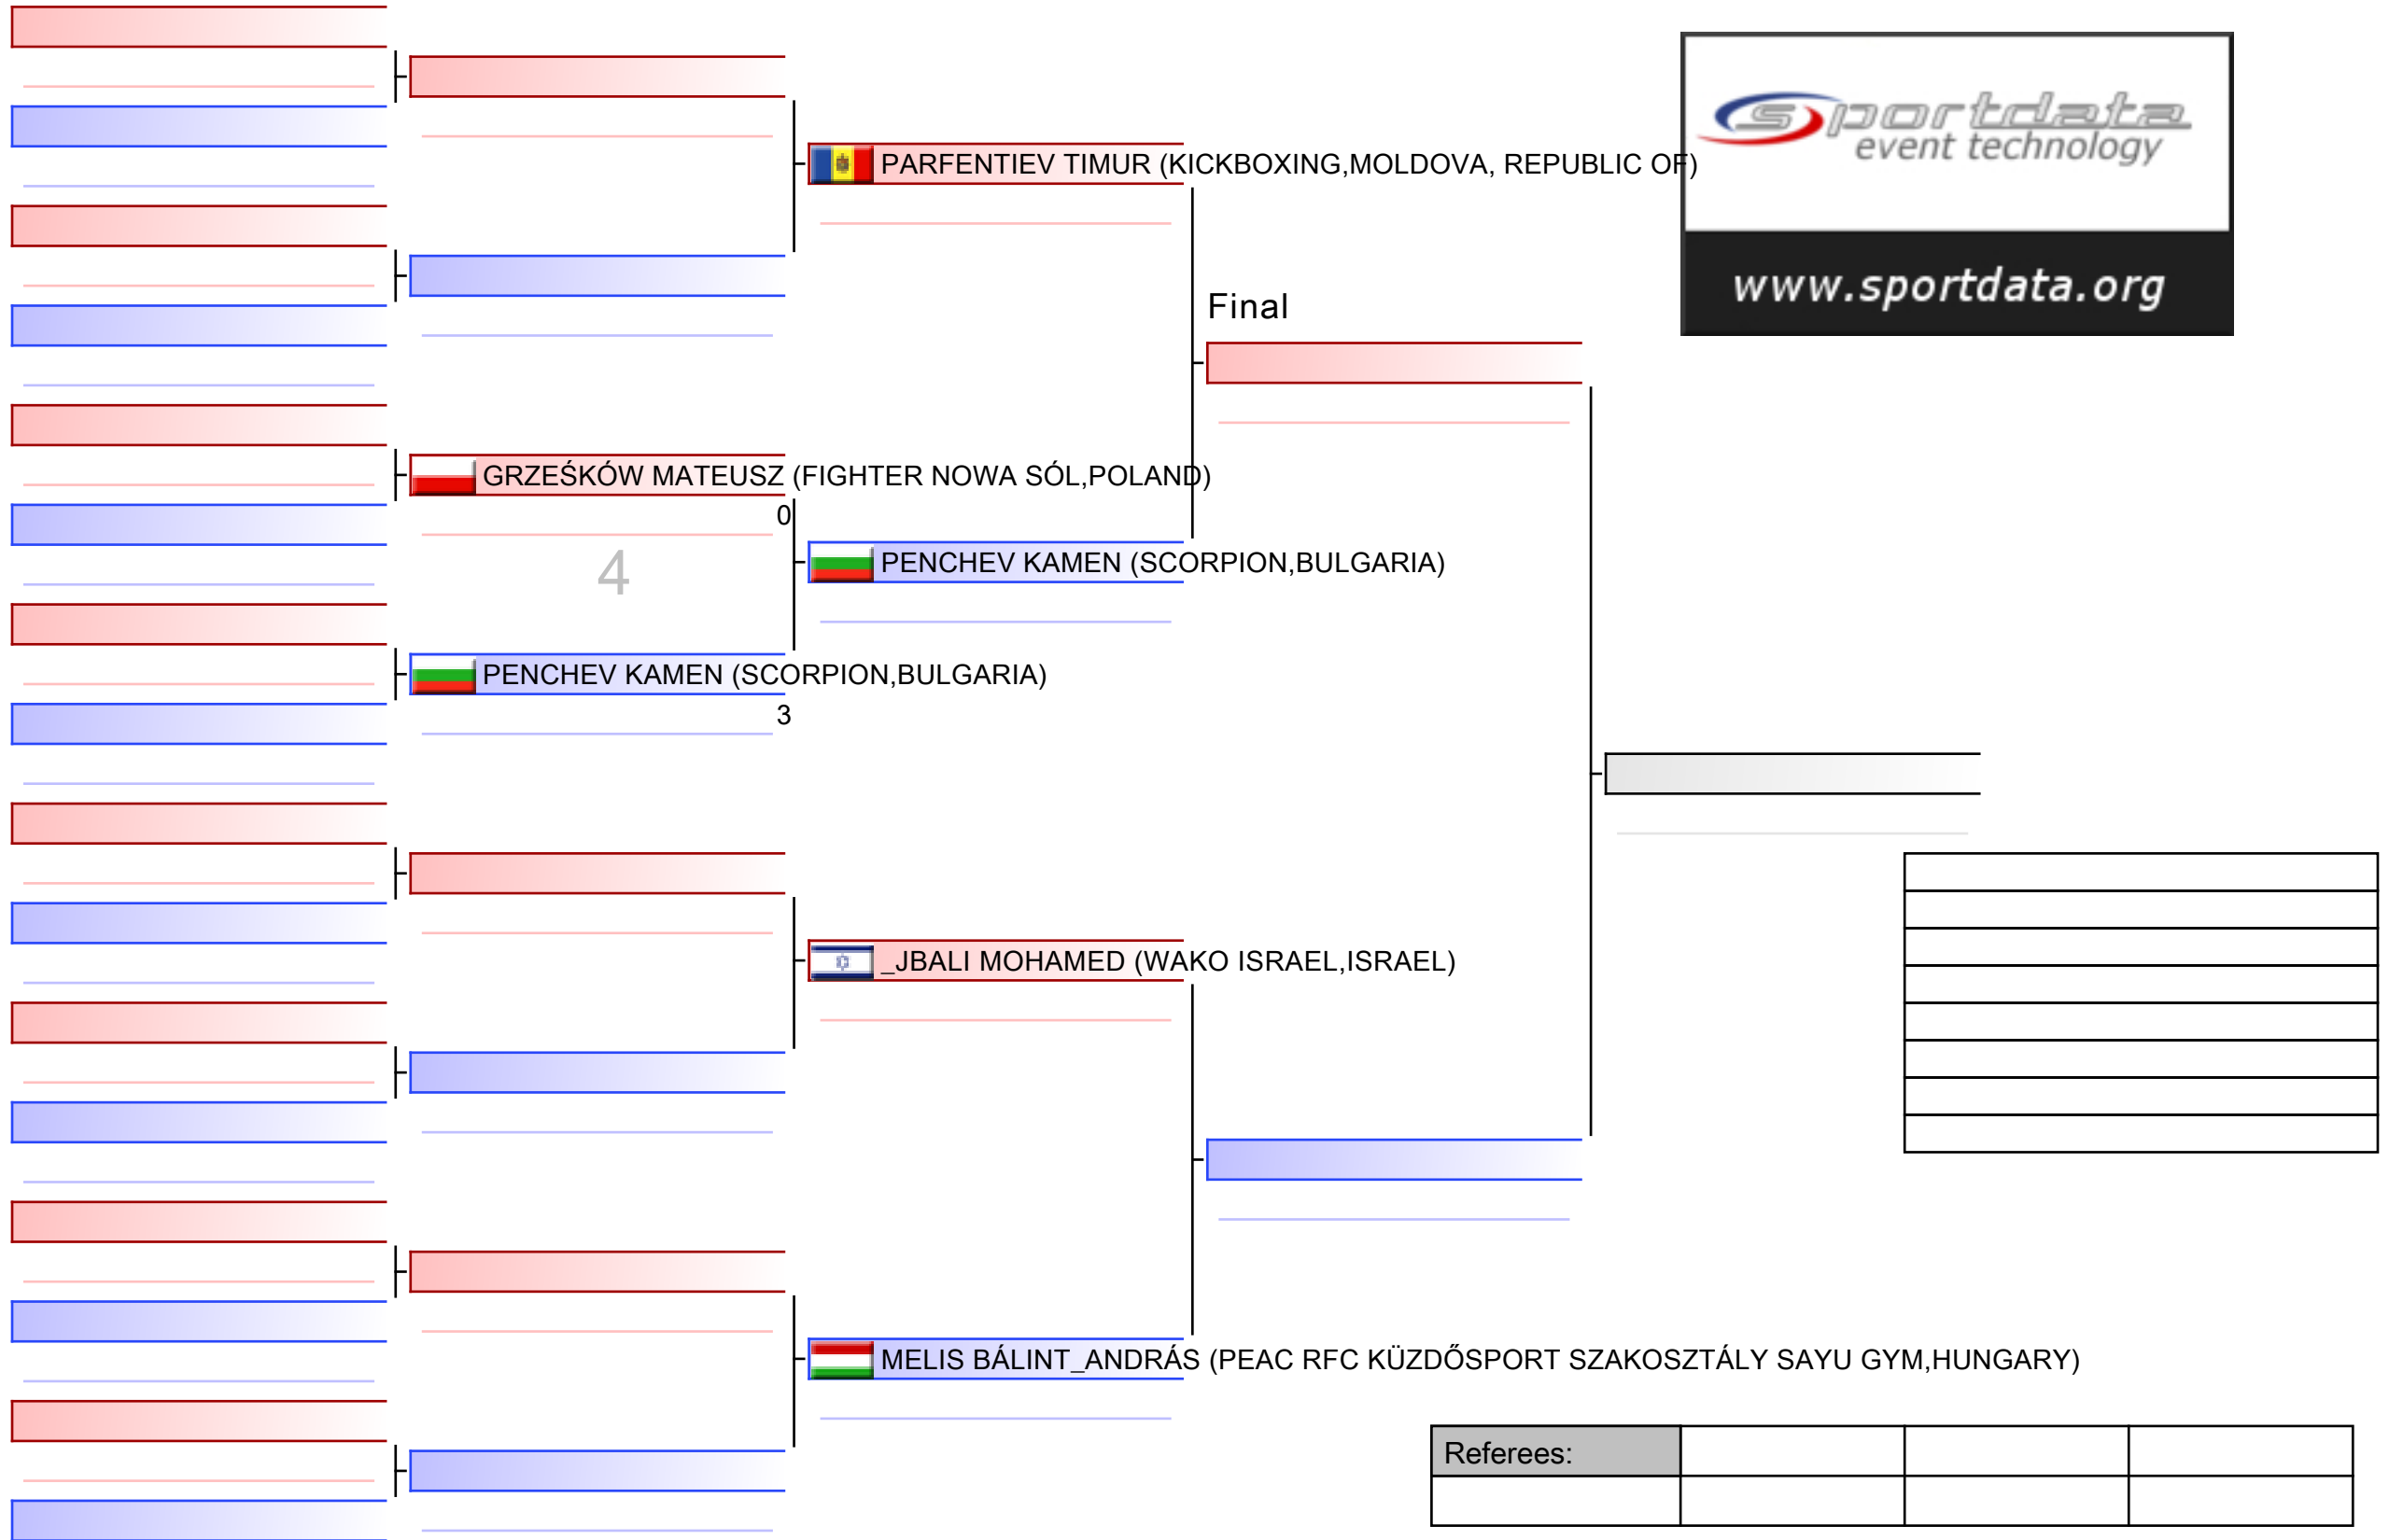 sportdata
event technology
www.sportdata.org
PARFENTIEV TIMUR (KICKBOXING,MOLDOVA, REPUBLIC OF)
Final
GRZEŚKÓW MATEUSZ (FIGHTER NOWA SÓL,POLAND)
0
4
PENCHEV KAMEN (SCORPION,BULGARIA)
PENCHEV KAMEN (SCORPION,BULGARIA)
3
_JBALI MOHAMED (WAKO ISRAEL,ISRAEL)
MELIS BÁLINT_ANDRÁS (PEAC RFC KÜZDŐSPORT SZAKOSZTÁLY SAYU GYM,HUNGARY)
Referees: